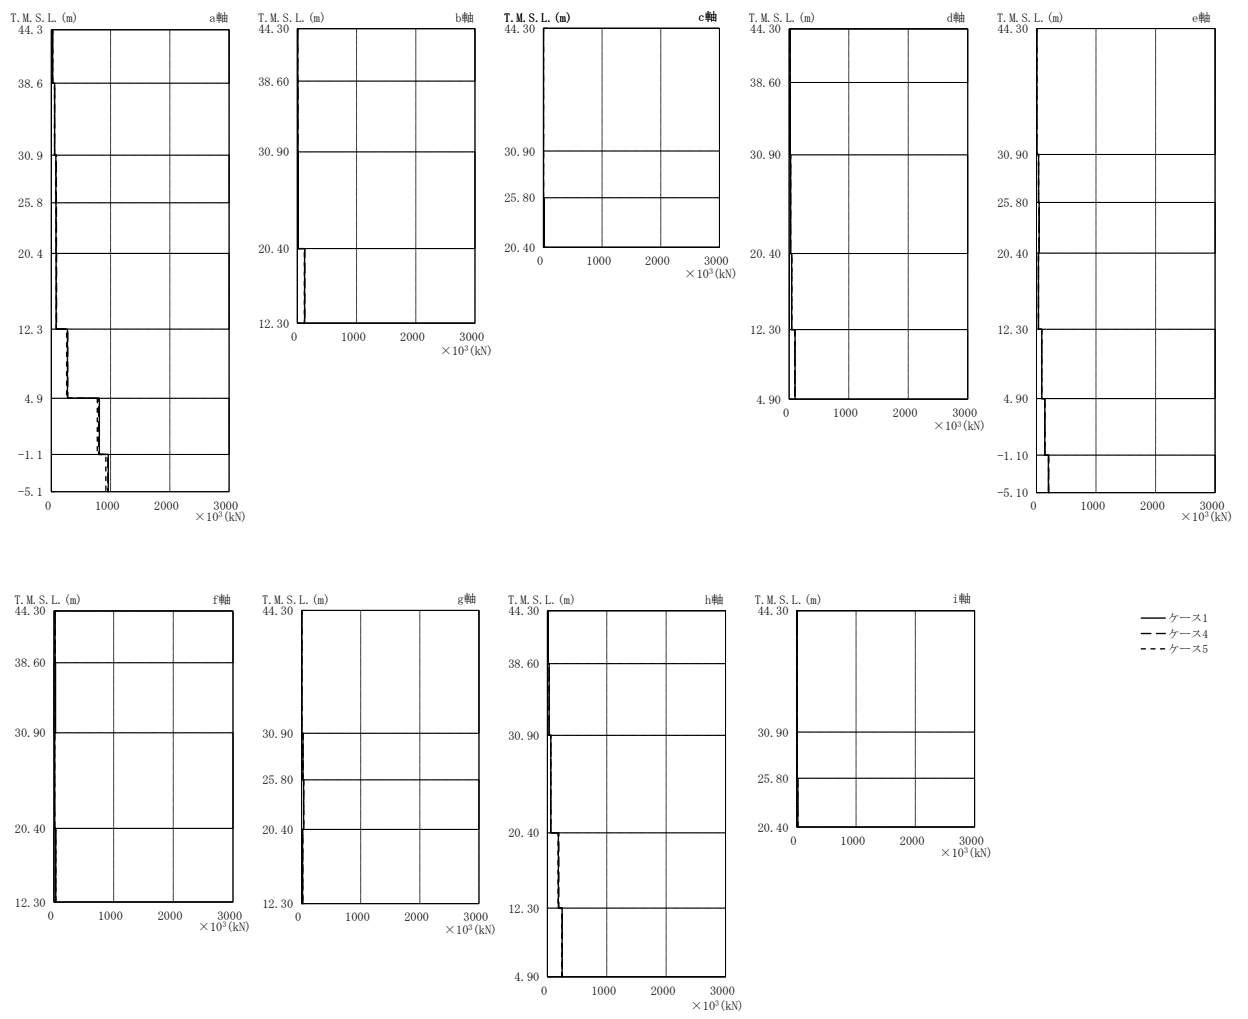 T.M.S.L.(m) a軸
44.3
38.6
30.9
25.8
20.4
12.3
4.9
-1.1
-5.1
0 1000 2000 3000
×10³(kN)
T.M.S.L.(m) b軸
44.30
38.60
30.90
20.40
12.30
0 1000 2000 3000
×10³(kN)
T.M.S.L.(m) c軸
44.30
30.90
25.80
20.40
0 1000 2000 3000
×10³(kN)
T.M.S.L.(m) d軸
44.30
38.60
30.90
20.40
12.30
4.90
0 1000 2000 3000
×10³(kN)
T.M.S.L.(m) e軸
44.30
30.90
25.80
20.40
12.30
4.90
-1.10
-5.10
0 1000 2000 3000
×10³(kN)
T.M.S.L.(m) f軸
44.30
38.60
30.90
20.40
12.30
0 1000 2000 3000
×10³(kN)
T.M.S.L.(m) g軸
44.30
30.90
25.80
20.40
12.30
0 1000 2000 3000
×10³(kN)
T.M.S.L.(m) h軸
44.30
38.60
30.90
20.40
12.30
4.90
0 1000 2000 3000
×10³(kN)
T.M.S.L.(m) i軸
44.30
30.90
25.80
20.40
0 1000 2000 3000
×10³(kN)
ケース1
ケース4
ケース5